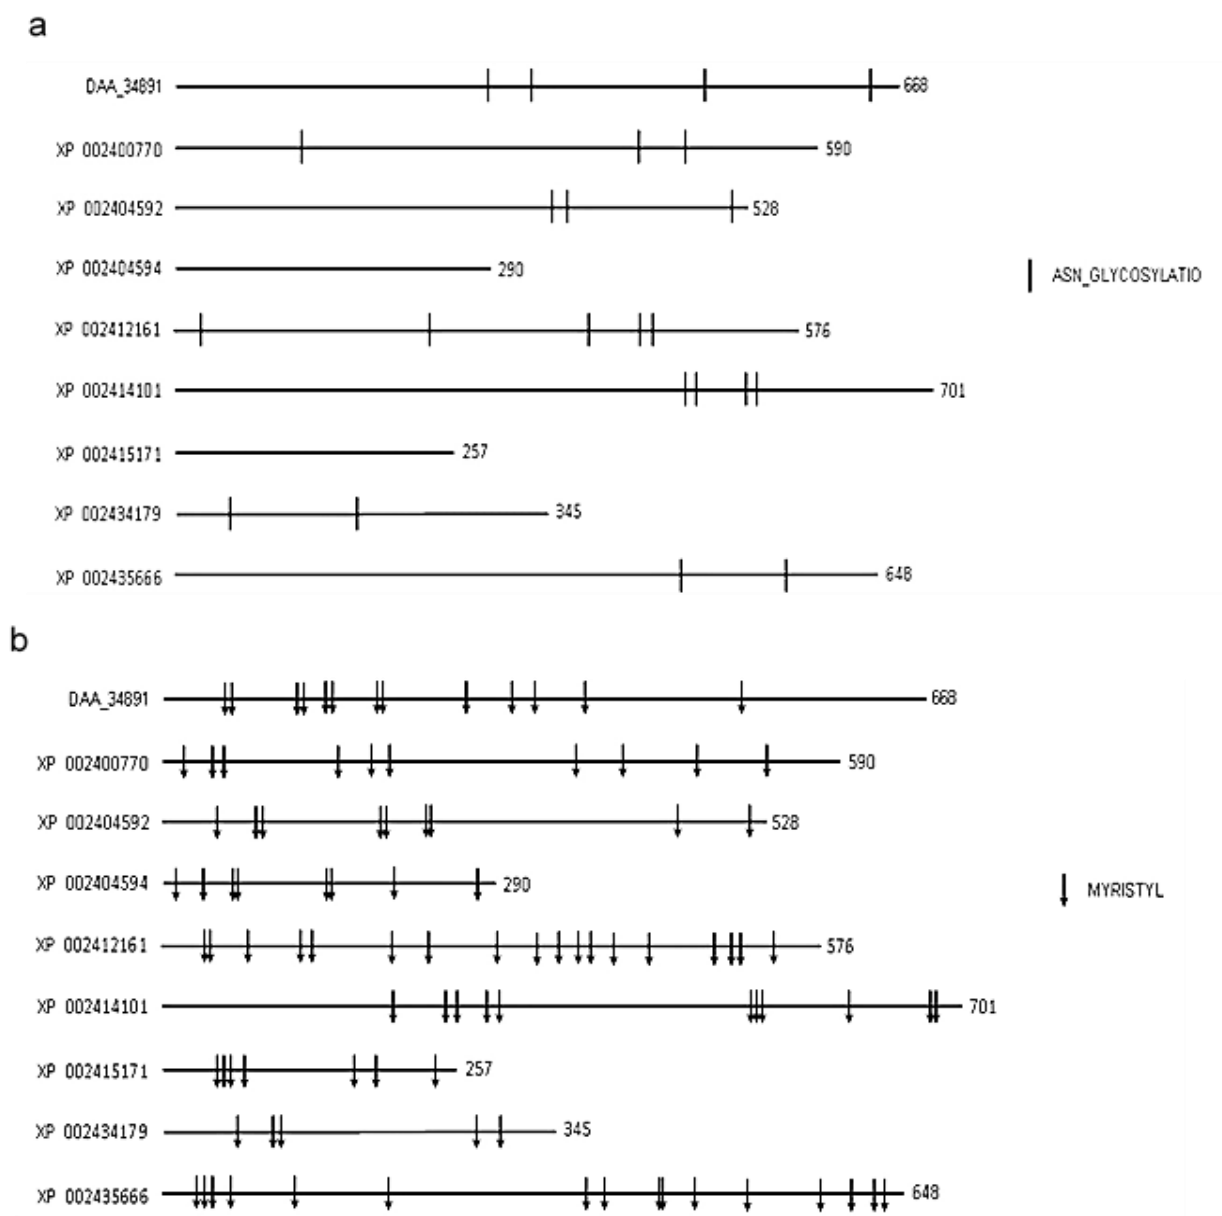 a
DAA_34891 668
XP 002400770 590
XP 002404592 528
XP 002404594 290
ASN_GLYCOSYLATIO
XP 002412161 576
XP 002414101 701
XP 002415171 257
XP 002434179 345
XP 002435666 648
b
DAA_34891 668
XP 002400770 590
XP 002404592 528
XP 002404594 290
MYRISTYL
XP 002412161 576
XP 002414101 701
XP 002415171 257
XP 002434179 345
XP 002435666 648